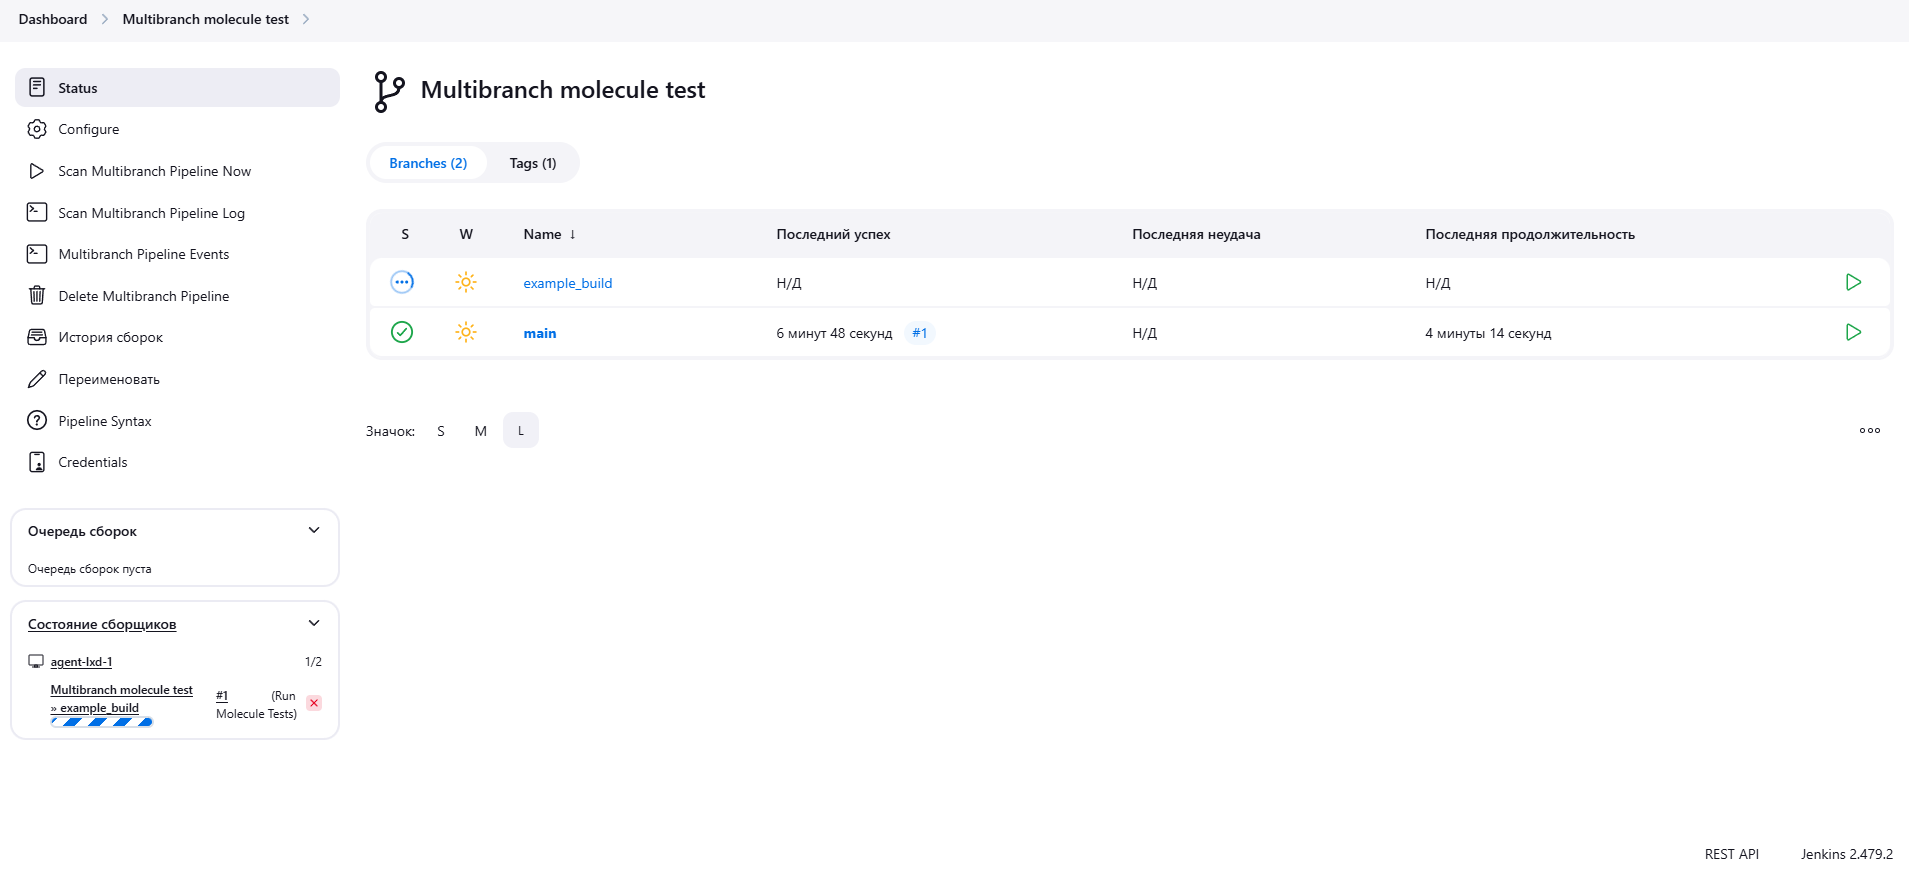 Dashboard
Multibranch molecule test
Status
Configure
Scan Multibranch Pipeline Now
Scan Multibranch Pipeline Log
Multibranch Pipeline Events
Delete Multibranch Pipeline
История сборок
Переименовать
Pipeline Syntax
Credentials
Очередь сборок
Очередь сборок пуста
Состояние сборщиков
agent-lxd-1 1/2
Multibranch molecule test
» example_build
#1 (Run
Molecule Tests)
Multibranch molecule test
Branches (2) Tags (1)
S W Name ↓ Последний успех Последняя неудача Последняя продолжительность
example_build Н/Д Н/Д Н/Д
main 6 минут 48 секунд #1 Н/Д 4 минуты 14 секунд
Значок: S M L
REST API Jenkins 2.479.2